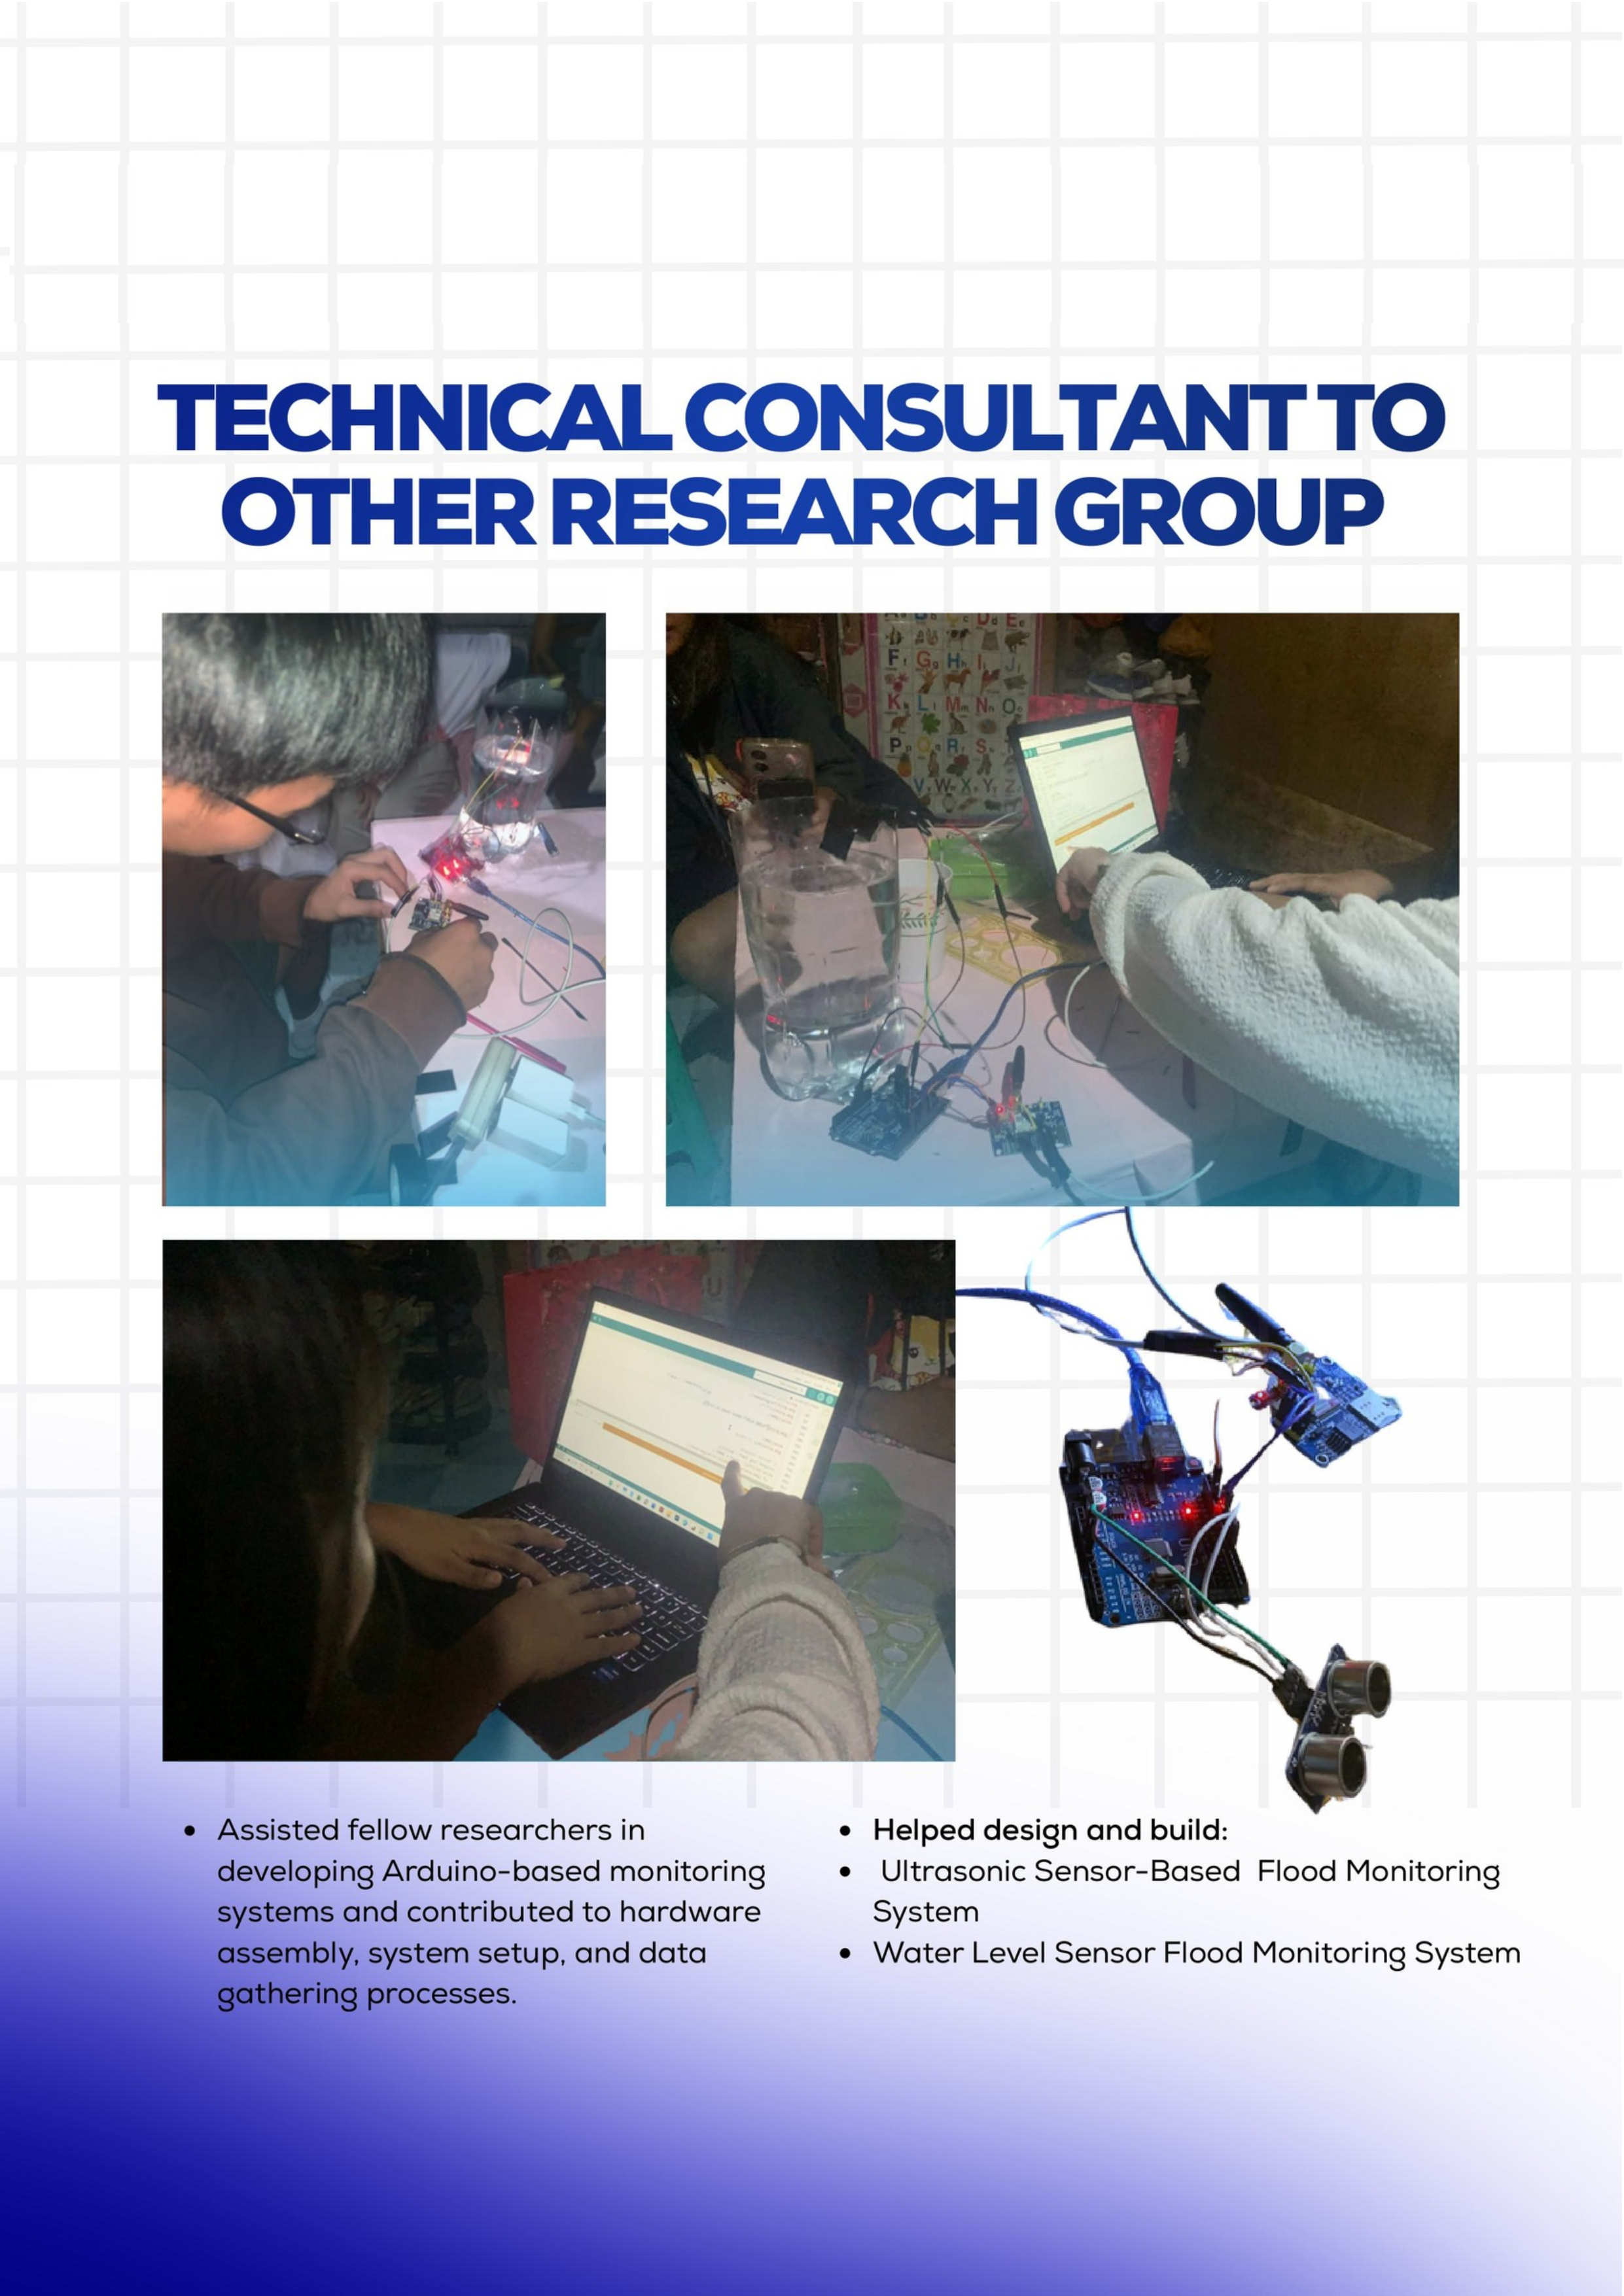 TECHNICAL CONSULTANT TO
OTHER RESEARCH GROUP
F G H I J
K L M N O
P Q R S
V W X Y Z
• Assisted fellow researchers in
developing Arduino-based monitoring
systems and contributed to hardware
assembly, system setup, and data
gathering processes.
• Helped design and build:
• Ultrasonic Sensor-Based Flood Monitoring
System
• Water Level Sensor Flood Monitoring System